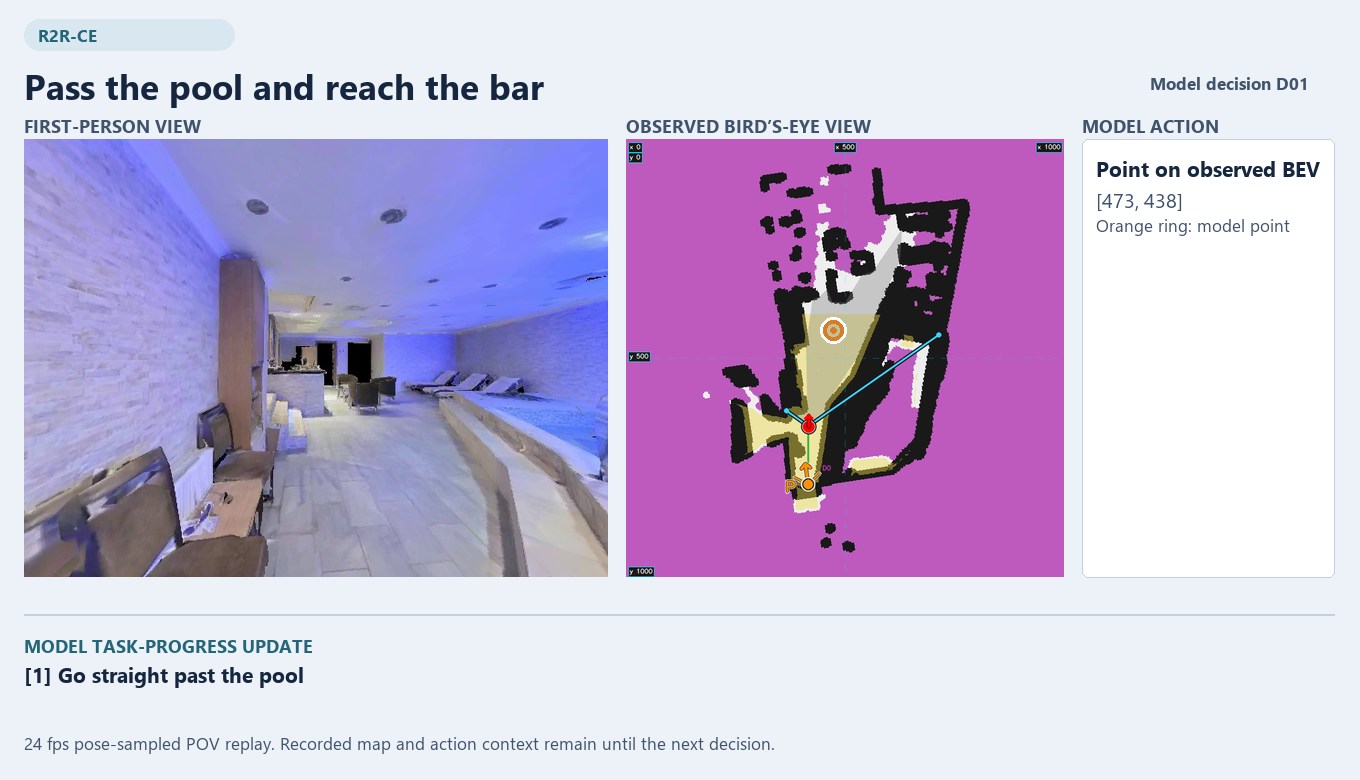 R2R-CE
Pass the pool and reach the bar
Model decision D01
FIRST-PERSON VIEW
OBSERVED BIRD’S-EYE VIEW
MODEL ACTION
x 0
y 0
x 500
x 1000
y 500
y 1000
D0
P
Point on observed BEV
[473, 438]
Orange ring: model point
MODEL TASK-PROGRESS UPDATE
[1] Go straight past the pool
24 fps pose-sampled POV replay. Recorded map and action context remain until the next decision.